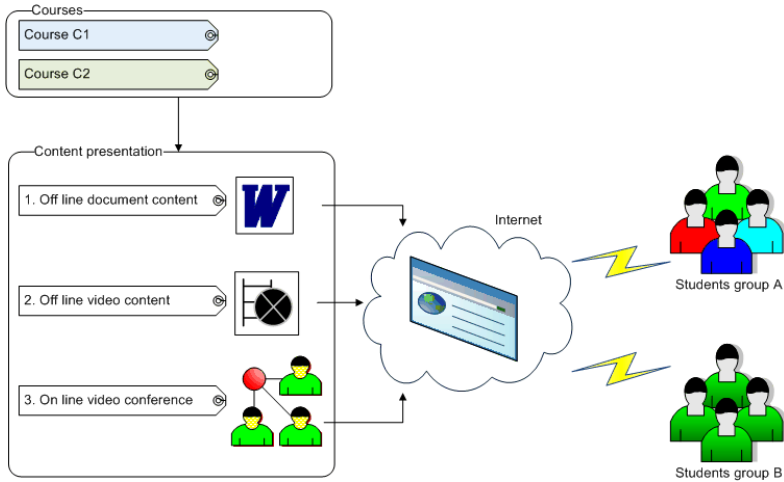 Courses
Course C1
Course C2
Content presentation
1. Off line document content
W
2. Off line video content
3. On line video conference
Internet
Students group A
Students group B